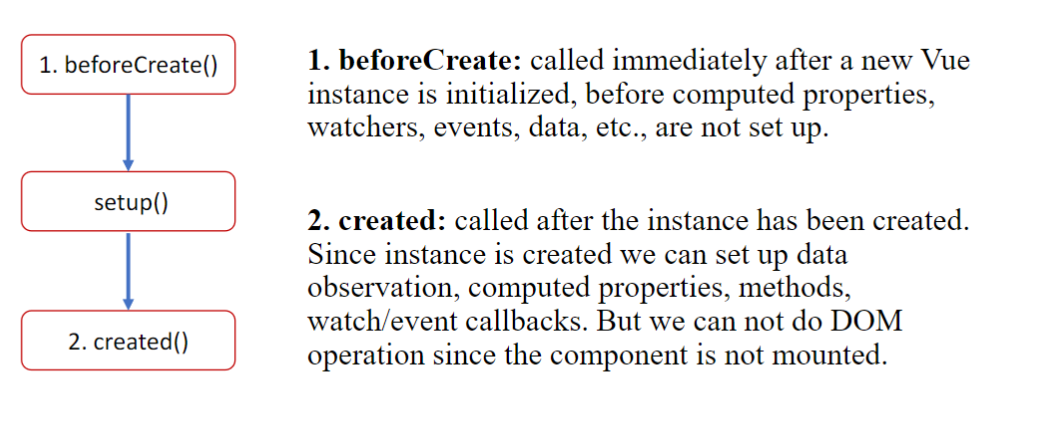 1. beforeCreate()
setup()
2. created()
1. beforeCreate: called immediately after a new Vue
instance is initialized, before computed properties,
watchers, events, data, etc., are not set up.
2. created: called after the instance has been created.
Since instance is created we can set up data
observation, computed properties, methods,
watch/event callbacks. But we can not do DOM
operation since the component is not mounted.